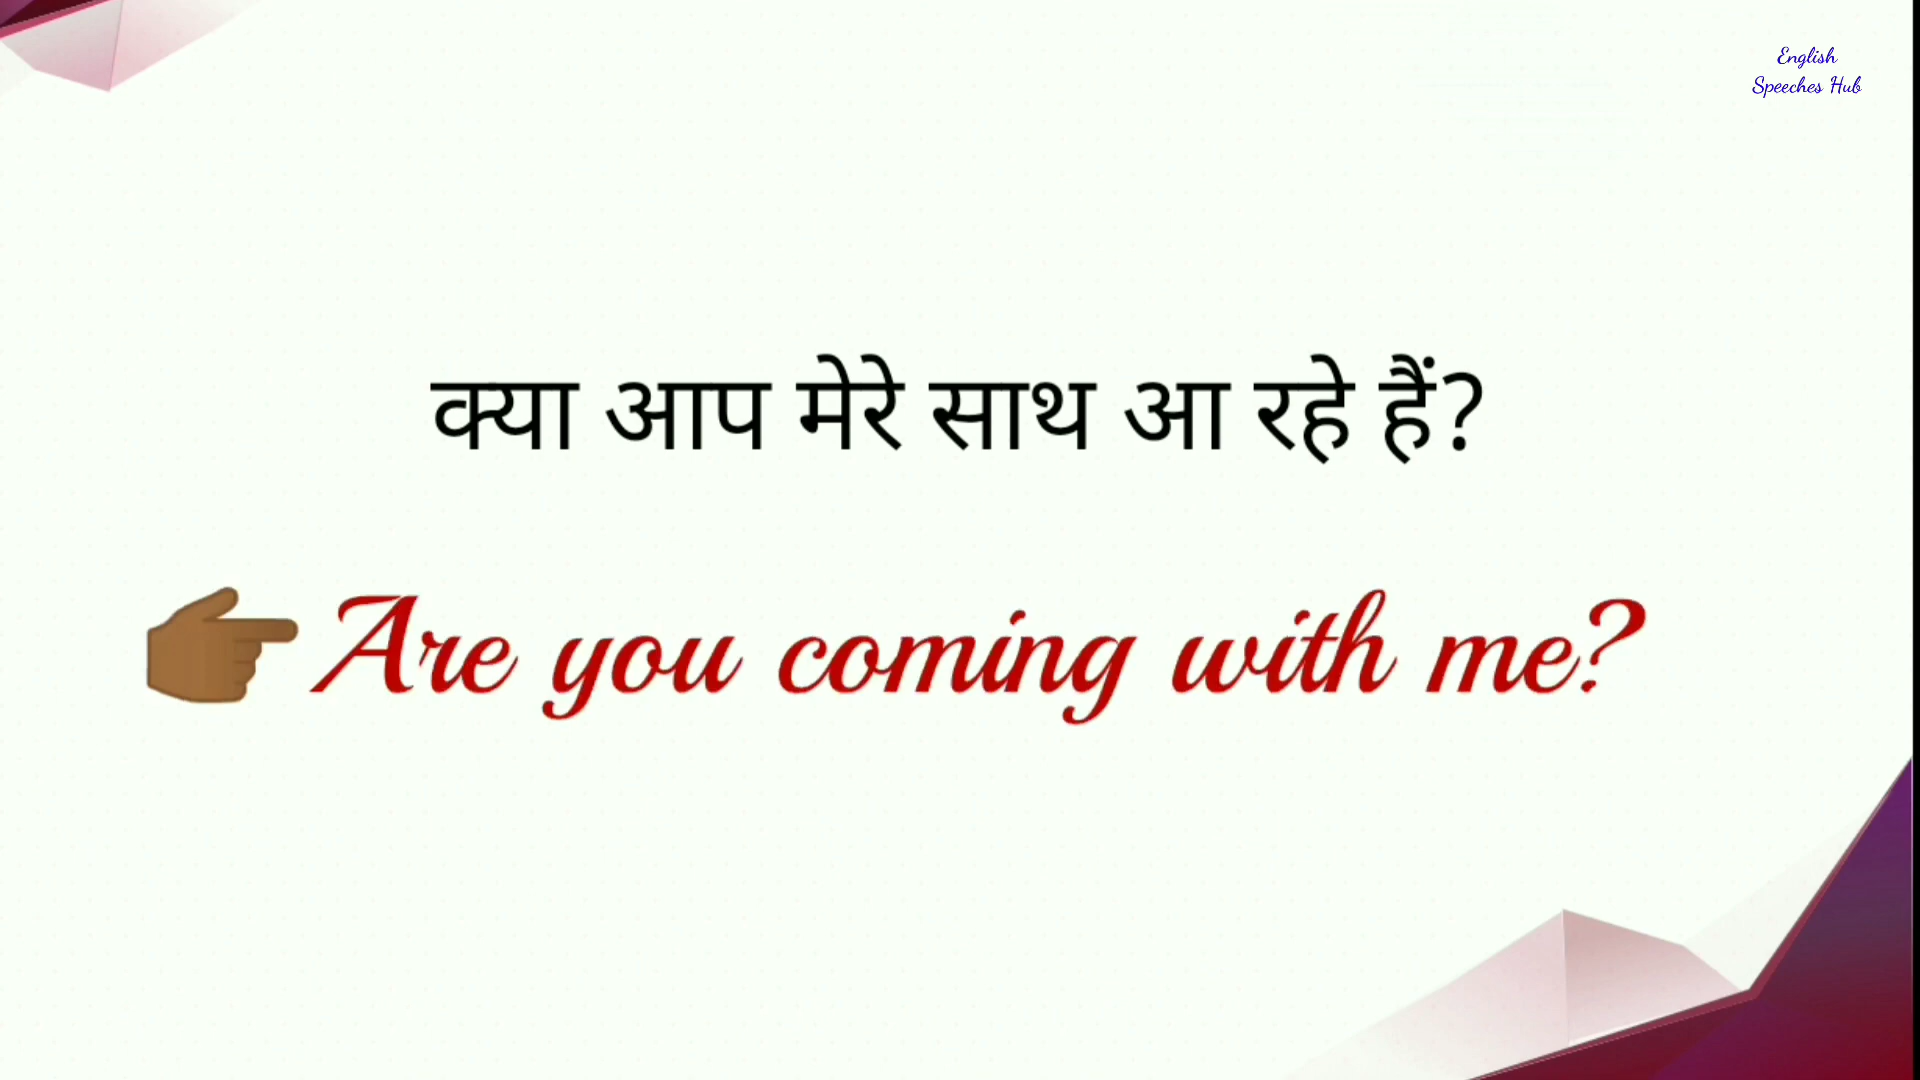 English
Speeches Hub
क्या आप मेरे साथ आ रहे हैं?
Are you coming with me?